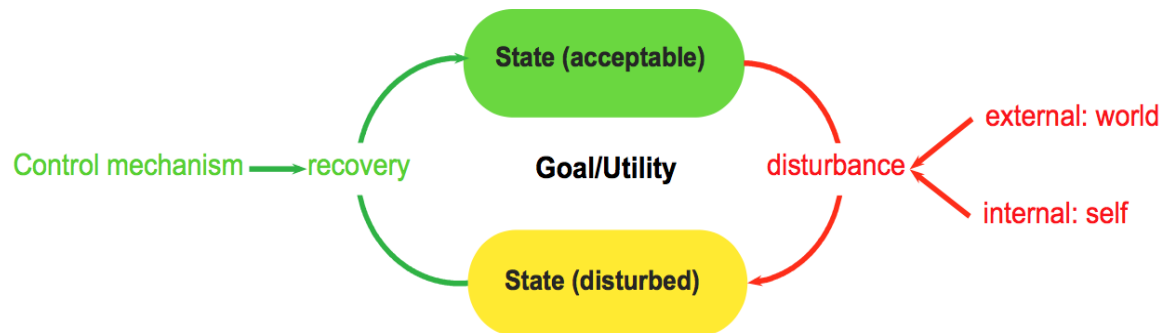 State (acceptable)
external: world
Control mechanism
recovery
Goal/Utility
disturbance
internal: self
State (disturbed)